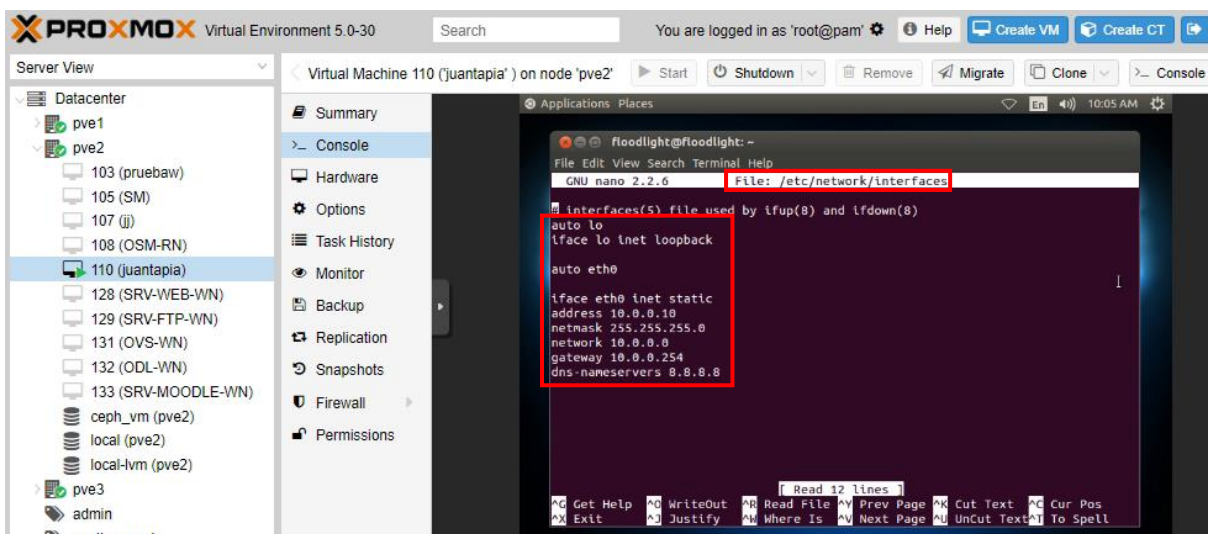 PROXMOX Virtual Environment 5.0-30
Search
You are logged in as 'root@pam'
Help
Create VM
Create CT
Server View
Virtual Machine 110 ('juantapia' ) on node 'pve2'
Start
Shutdown
Remove
Migrate
Clone
>_ Console
Datacenter
pve1
pve2
103 (pruebaw)
105 (SM)
107 (jj)
108 (OSM-RN)
110 (juantapia)
128 (SRV-WEB-WN)
129 (SRV-FTP-WN)
131 (OVS-WN)
132 (ODL-WN)
133 (SRV-MOODLE-WN)
ceph_vm (pve2)
local (pve2)
local-lvm (pve2)
pve3
admin
Summary
>_ Console
Hardware
Options
Task History
Monitor
Backup
Replication
Snapshots
Firewall
Permissions
Applications Places
En
10:05 AM
floodlight@floodlight: ~
File Edit View Search Terminal Help
GNU nano 2.2.6 File: /etc/network/interfaces
# interfaces(5) file used by ifup(8) and ifdown(8)
auto lo
iface lo inet loopback
auto eth0
iface eth0 inet static
address 10.0.0.10
netmask 255.255.255.0
network 10.0.0.0
gateway 10.0.0.254
dns-nameservers 8.8.8.8
[ Read 12 lines ]
^G Get Help ^O WriteOut ^R Read File ^Y Prev Page ^K Cut Text ^C Cur Pos
^X Exit ^J Justify ^W Where Is ^V Next Page ^U UnCut Text ^T To Spell